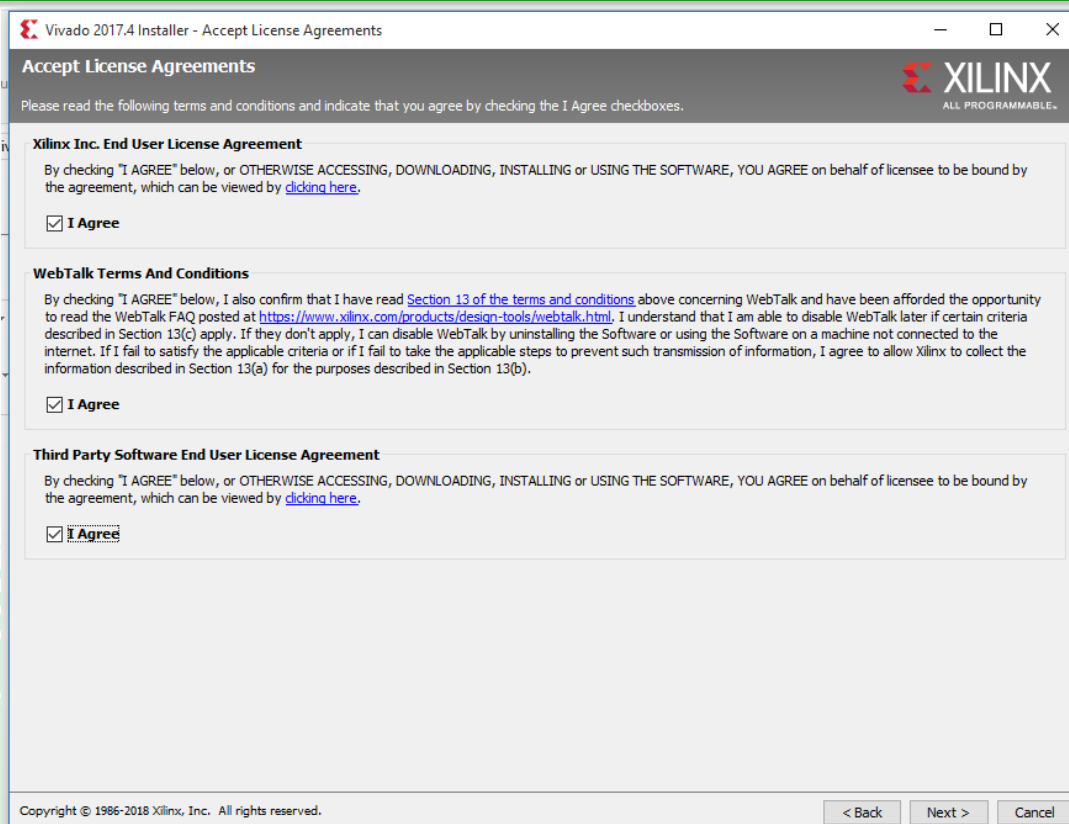 Vivado 2017.4 Installer - Accept License Agreements
Accept License Agreements
XILINX
ALL PROGRAMMABLE™
Please read the following terms and conditions and indicate that you agree by checking the I Agree checkboxes.
Xilinx Inc. End User License Agreement
By checking "I AGREE" below, or OTHERWISE ACCESSING, DOWNLOADING, INSTALLING or USING THE SOFTWARE, YOU AGREE on behalf of licensee to be bound by
the agreement, which can be viewed by clicking here.
I Agree
WebTalk Terms And Conditions
By checking "I AGREE" below, I also confirm that I have read Section 13 of the terms and conditions above concerning WebTalk and have been afforded the opportunity
to read the WebTalk FAQ posted at https://www.xilinx.com/products/design-tools/webtalk.html. I understand that I am able to disable WebTalk later if certain criteria
described in Section 13(c) apply. If they don't apply, I can disable WebTalk by uninstalling the Software or using the Software on a machine not connected to the
internet. If I fail to satisfy the applicable criteria or if I fail to take the applicable steps to prevent such transmission of information, I agree to allow Xilinx to collect the
information described in Section 13(a) for the purposes described in Section 13(b).
I Agree
Third Party Software End User License Agreement
By checking "I AGREE" below, or OTHERWISE ACCESSING, DOWNLOADING, INSTALLING or USING THE SOFTWARE, YOU AGREE on behalf of licensee to be bound by
the agreement, which can be viewed by clicking here.
I Agree
Copyright © 1986-2018 Xilinx, Inc. All rights reserved.
< Back
Next >
Cancel